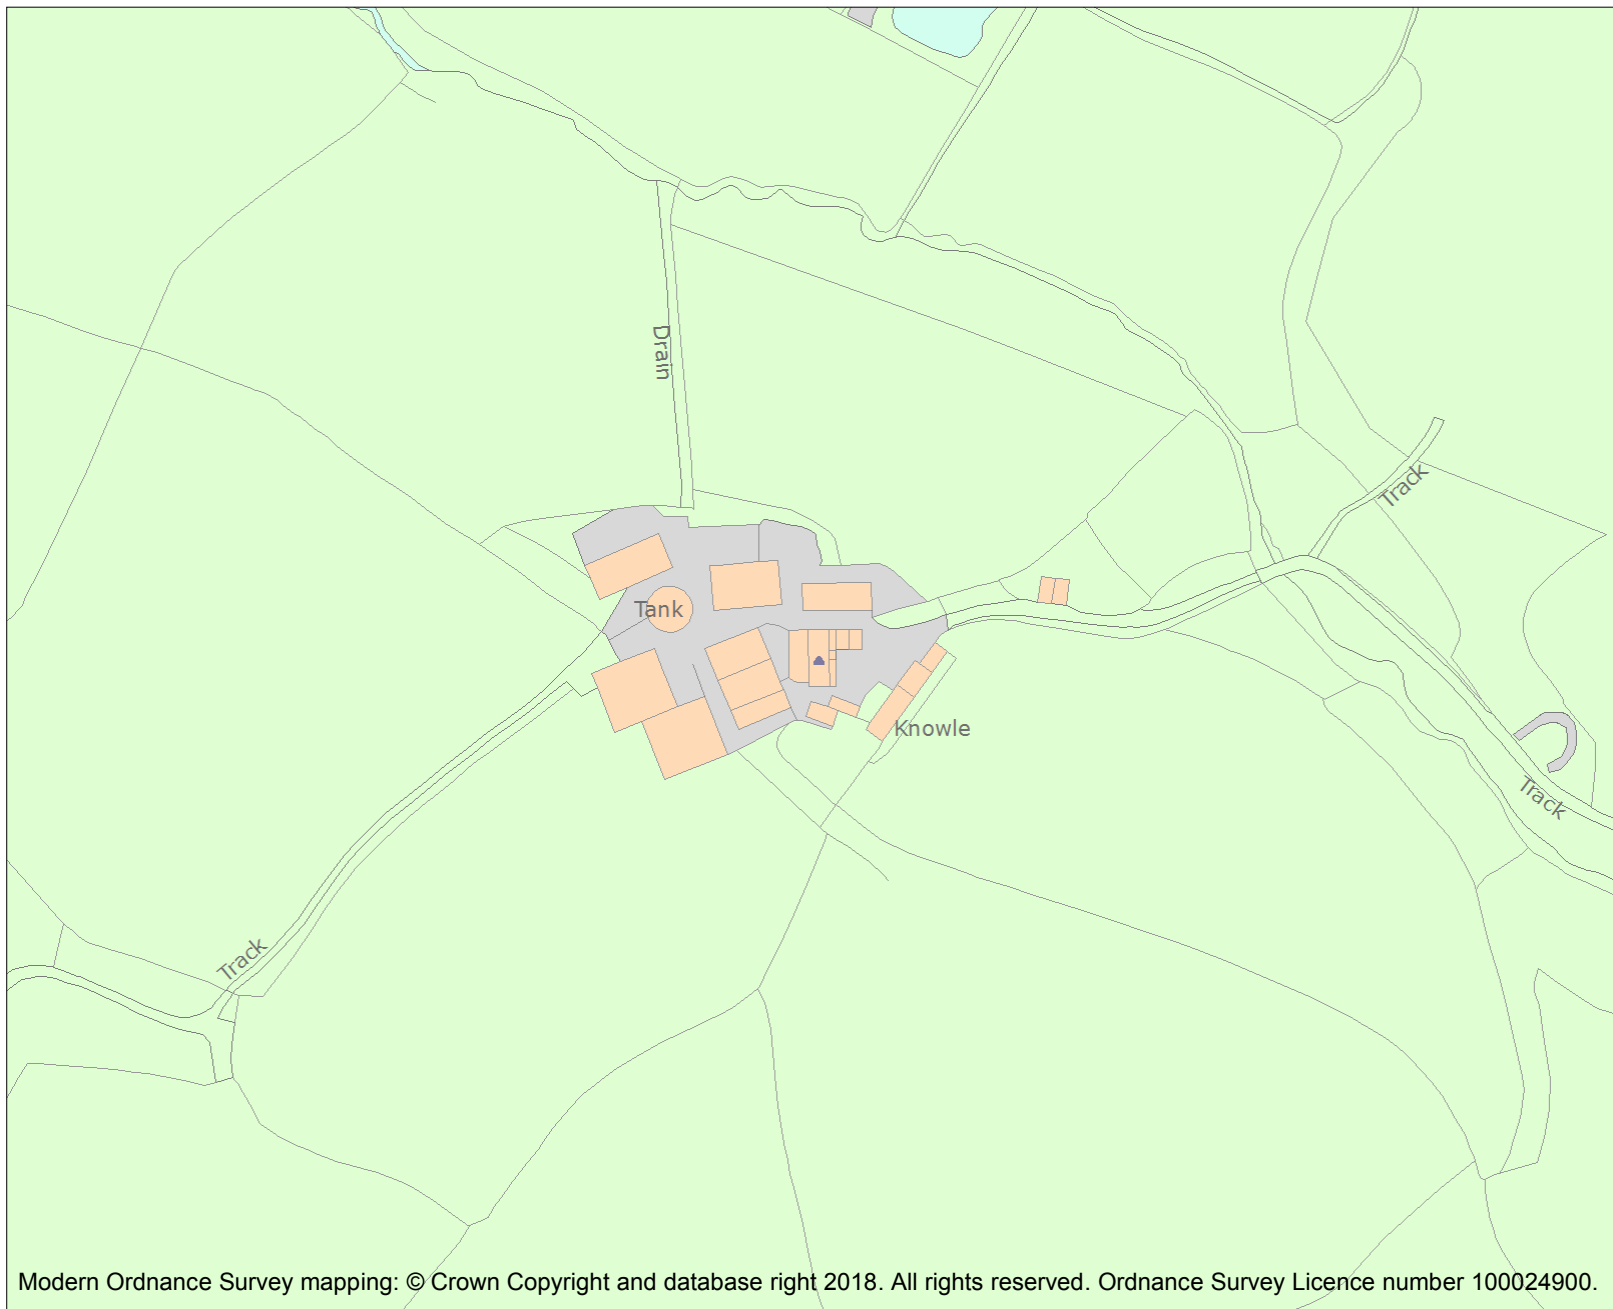 Drain
Track
Tank
Knowle
Track
Track
Modern Ordnance Survey mapping: © Crown Copyright and database right 2018. All rights reserved. Ordnance Survey Licence number 100024900.